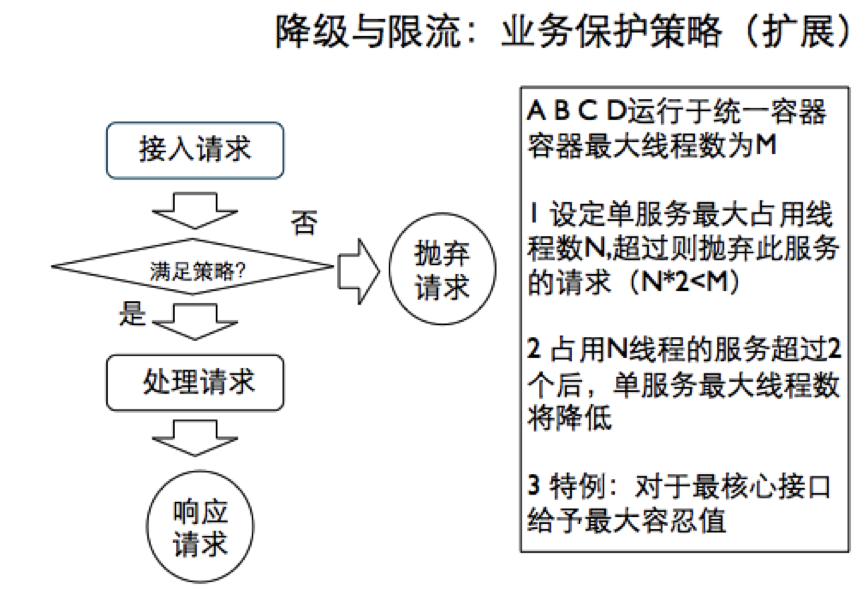 降级与限流：业务保护策略（扩展）
接入请求
满足策略?
否
抛弃
请求
是
处理请求
响应
请求
A B C D运行于统一容器
容器最大线程数为M
1 设定单服务最大占用线
程数N,超过则抛弃此服务
的请求（N*2<M）
2 占用N线程的服务超过2
个后，单服务最大线程数
将降低
3 特例：对于最核心接口
给予最大容忍值